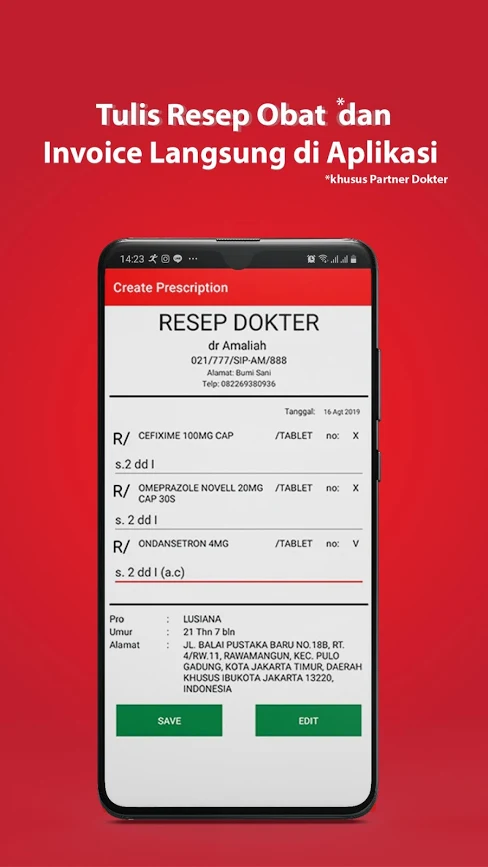 Tulis Resep Obat *dan
Invoice Langsung di Aplikasi
*khusus Partner Dokter
14:23
Create Prescription
RESEP DOKTER
dr Amaliah
021/777/SIP-AM/888
Alamat: Bumi Sani
Telp: 082269380936
Tanggal: 16 Agt 2019
R/ CEFIXIME 100MG CAP /TABLET no: X
s.2 dd I
R/ OMEPRAZOLE NOVELL 20MG /TABLET no: X
CAP 30S
s. 2 dd I
R/ ONDANSETRON 4MG /TABLET no: V
s. 2 dd I (a.c)
Pro : LUSIANA
Umur : 21 Thn 7 bln
Alamat : JL. BALAI PUSTAKA BARU NO.18B, RT.
4/RW.11, RAWAMANGUN, KEC. PULO
GADUNG, KOTA JAKARTA TIMUR, DAERAH
KHUSUS IBUKOTA JAKARTA 13220,
INDONESIA
SAVE EDIT